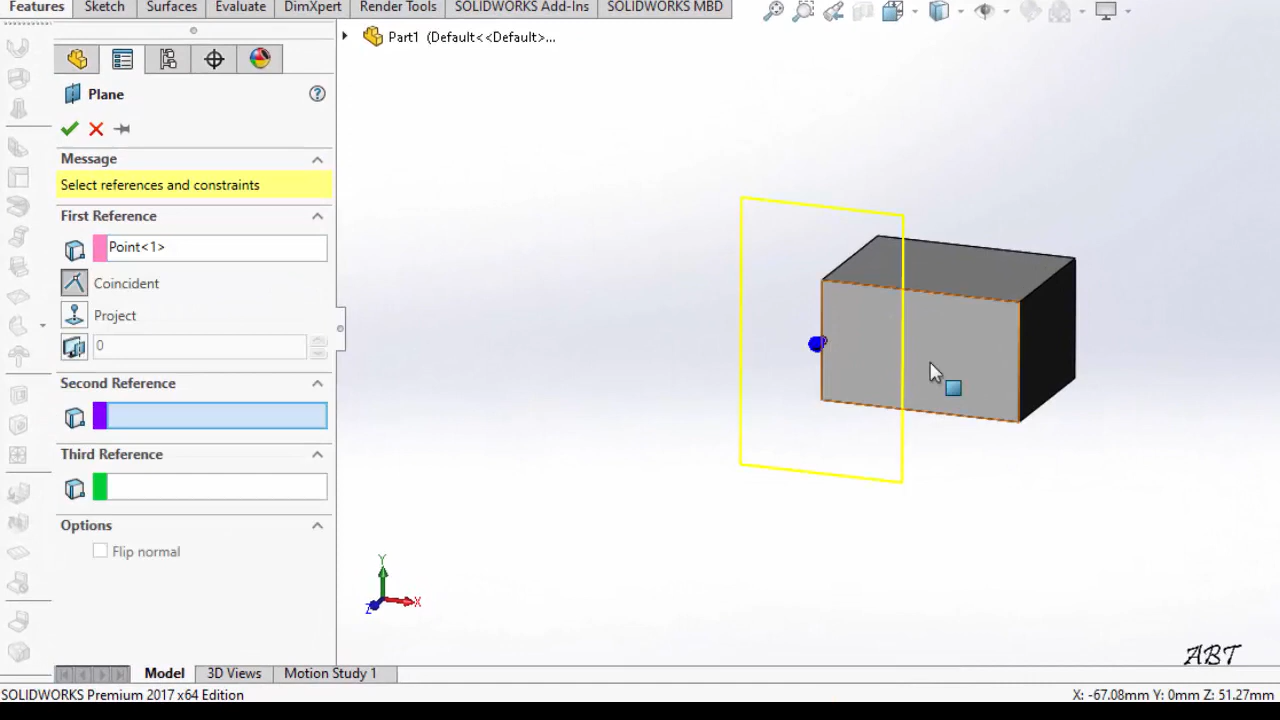 Features Sketch Surfaces Evaluate DimXpert Render Tools SOLIDWORKS Add-Ins SOLIDWORKS MBD
Part1 (Default<<Default>...
Plane
Message
Select references and constraints
First Reference
Point<1>
Coincident
Project
0
Second Reference
Third Reference
Options
Flip normal
Y
X
Z
ABT
Model 3D Views Motion Study 1
SOLIDWORKS Premium 2017 x64 Edition X: -67.08mm Y: 0mm Z: 51.27mm